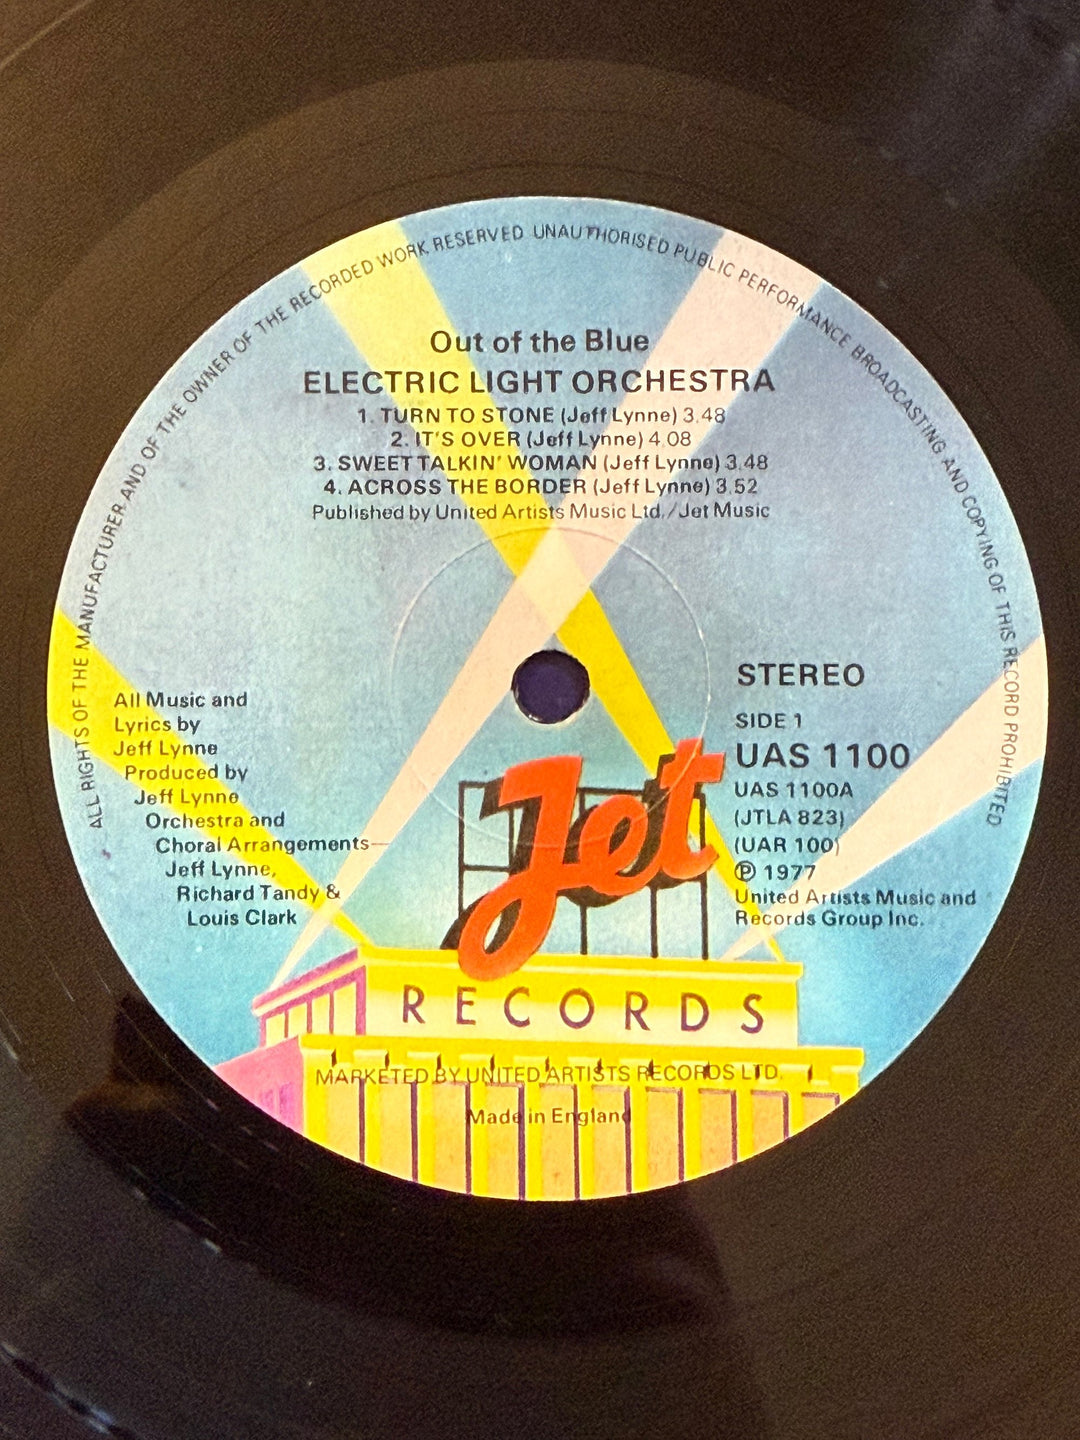 ALL RIGHTS OF THE MANUFACTURER AND OF THE OWNER OF THE RECORDED WORK RESERVED UNAUTHORISED PUBLIC PERFORMANCE BROADCASTING AND COPYING OF THIS RECORD PROHIBITED
Out of the Blue
ELECTRIC LIGHT ORCHESTRA
1. TURN TO STONE (Jeff Lynne) 3.48
2. IT'S OVER (Jeff Lynne) 4.08
3. SWEET TALKIN' WOMAN (Jeff Lynne) 3.48
4. ACROSS THE BORDER (Jeff Lynne) 3.52
Published by United Artists Music Ltd./Jet Music
All Music and
Lyrics by
Jeff Lynne
Produced by
Jeff Lynne
Orchestra and
Choral Arrangements—
Jeff Lynne,
Richard Tandy &
Louis Clark
STEREO
SIDE 1
UAS 1100
UAS 1100A
(JTLA 823)
(UAR 100)
℗ 1977
United Artists Music and
Records Group Inc.
Jet
RECORDS
MARKETED BY UNITED ARTISTS RECORDS LTD.
Made in England